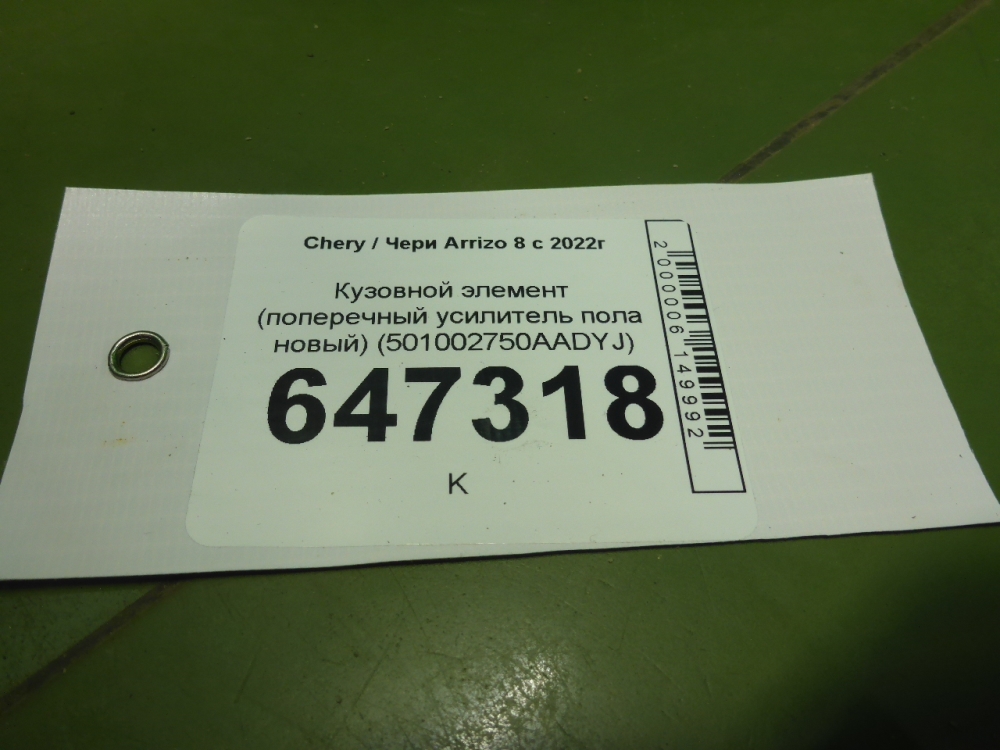 Chery / Чери Arrizo 8 с 2022г
Кузовной элемент
(поперечный усилитель пола
новый) (501002750AADYJ)
647318
К
2000006149992